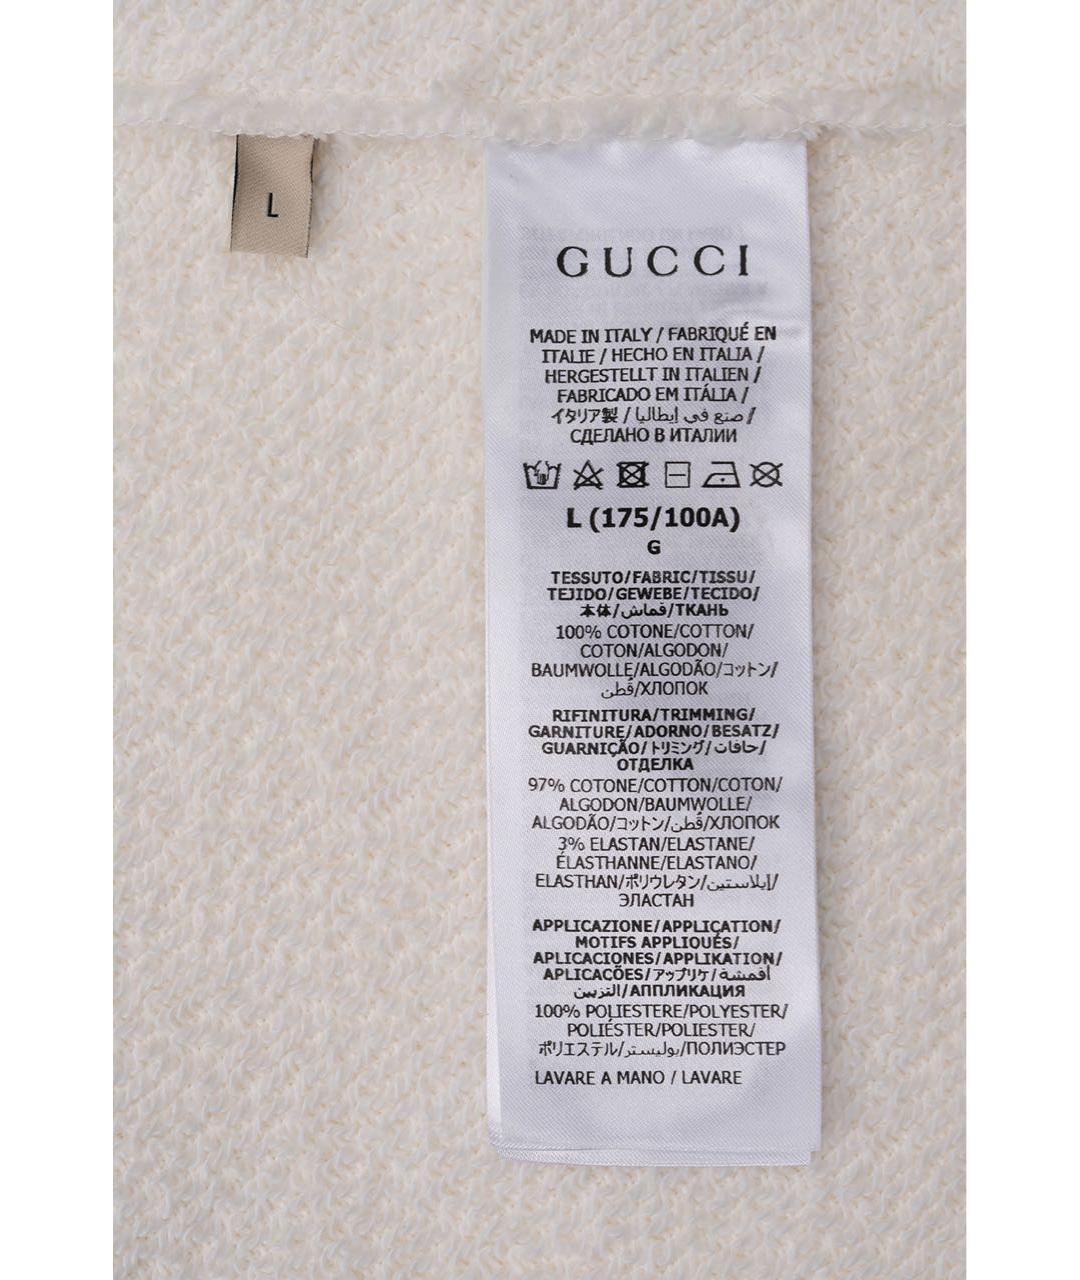 L
GUCCI
MADE IN ITALY / FABRIQUÉ EN
ITALIE / HECHO EN ITALIA /
HERGESTELLT IN ITALIEN /
FABRICADO EM ITÁLIA /
イタリア製 / صنع في إيطاليا /
СДЕЛАНО В ИТАЛИИ
L (175/100A)
G
TESSUTO/FABRIC/TISSU/
TEJIDO/GEWEBE/TECIDO/
本体/قماش/ТКАНЬ
100% COTONE/COTTON/
COTON/ALGODON/
BAUMWOLLE/ALGODÃO/コットン/
قطن/ХЛОПОК
RIFINITURA/TRIMMING/
GARNITURE/ADORNO/BESATZ/
GUARNIÇÃO/トリミング/حافات/
ОТДЕЛКА
97% COTONE/COTTON/COTON/
ALGODON/BAUMWOLLE/
ALGODÃO/コットン/قطن/ХЛОПОК
3% ELASTAN/ELASTANE/
ÉLASTHANNE/ELASTANO/
ELASTHAN/ポリウレタン/إيلاستين/
ЭЛАСТАН
APPLICAZIONE/APPLICATION/
MOTIFS APPLIQUÉS/
APLICACIONES/APPLIKATION/
APLICACÕES/アップリケ/أقمشة
التزيين/АППЛИКАЦИЯ
100% POLIESTERE/POLYESTER/
POLIÉSTER/POLIESTER/
ポリエステル/بوليستر/ПОЛИЭСТЕР
LAVARE A MANO / LAVARE